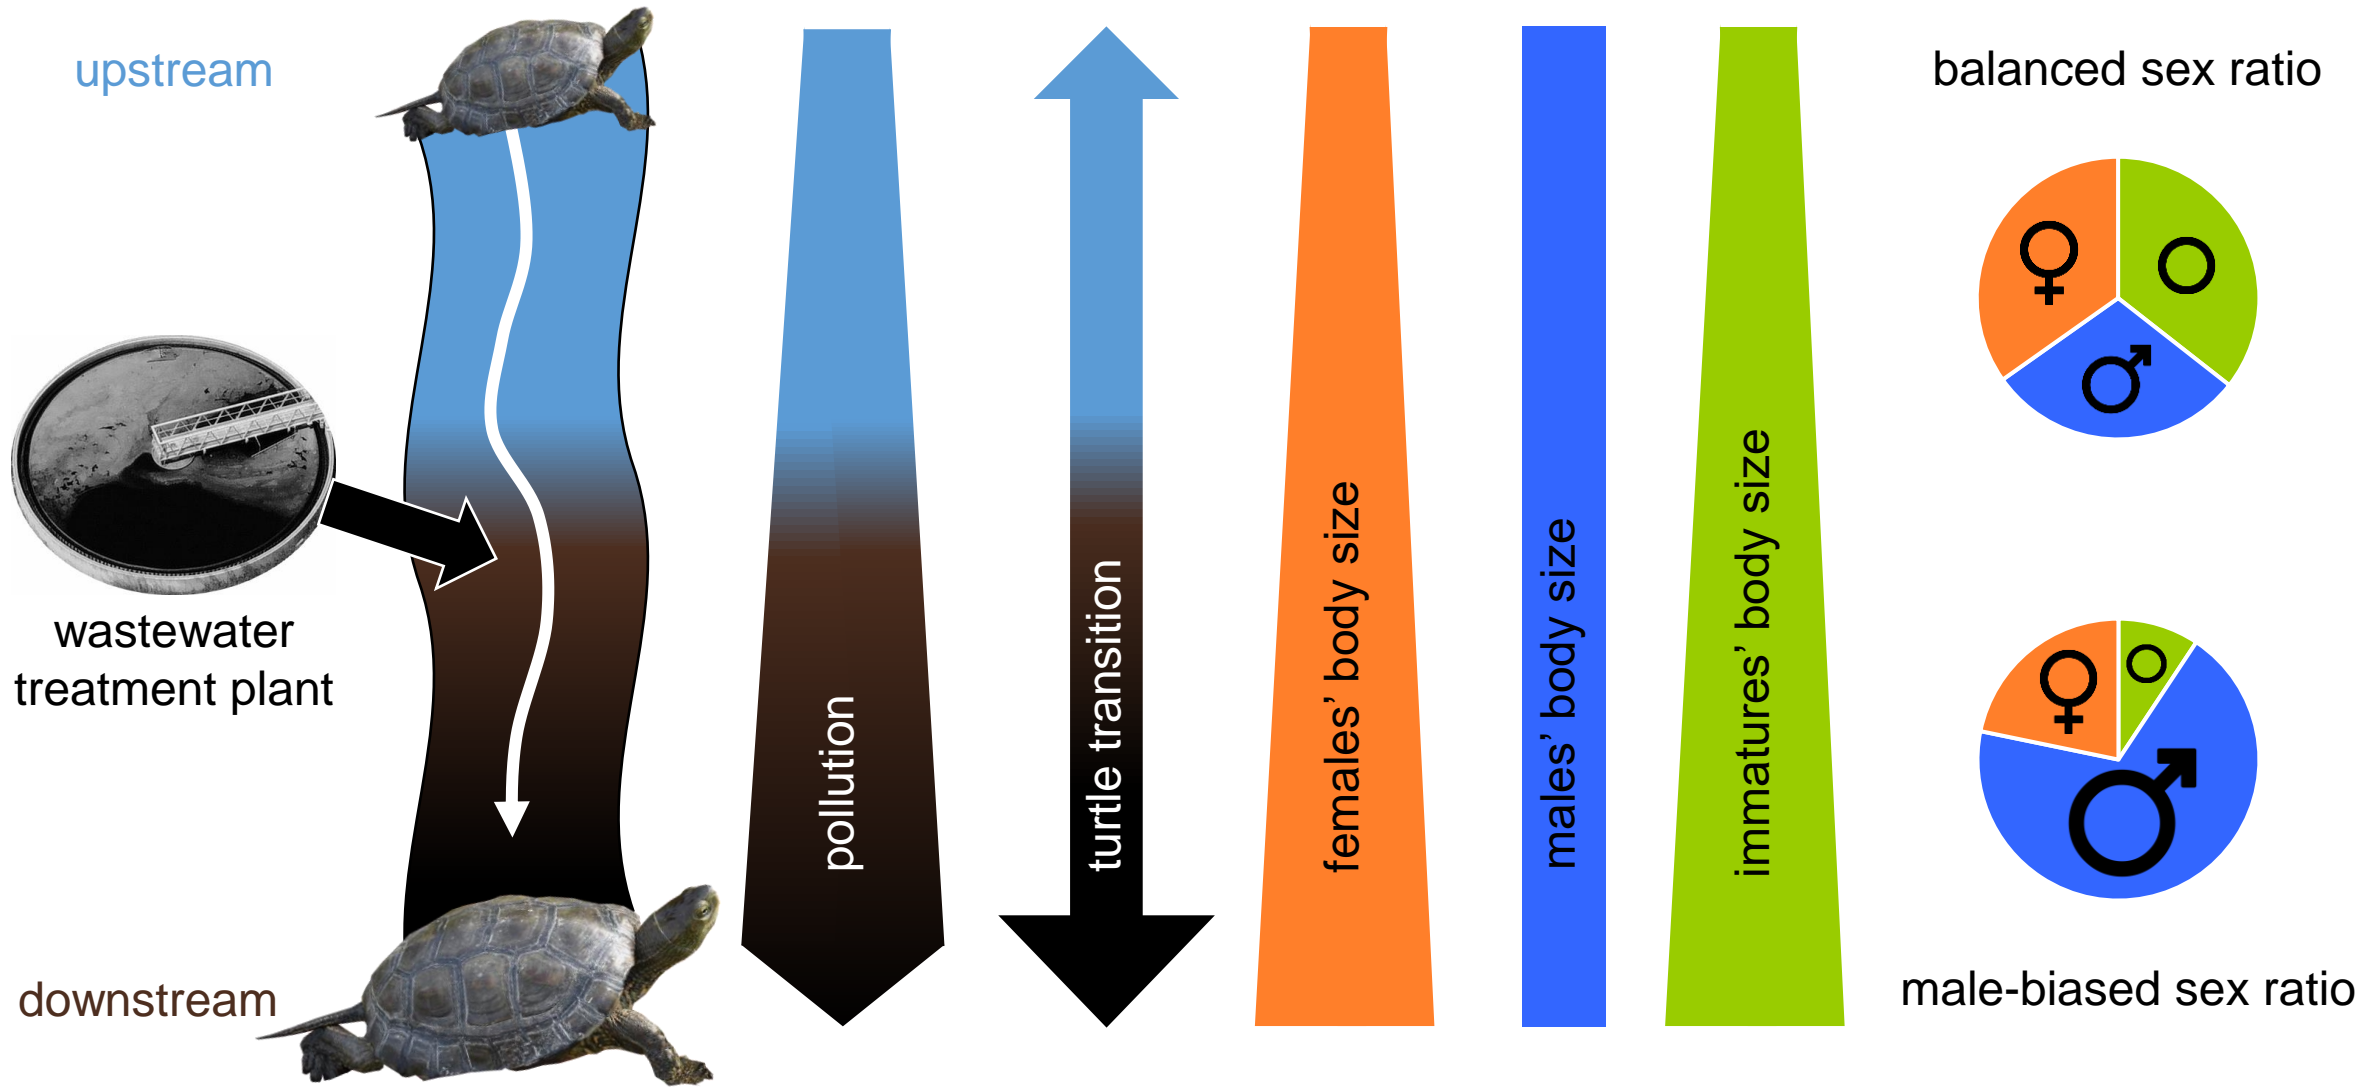 upstream
balanced sex ratio
wastewater
treatment plant
pollution
turtle transition
females’ body size
males’ body size
immatures’ body size
downstream
male-biased sex ratio